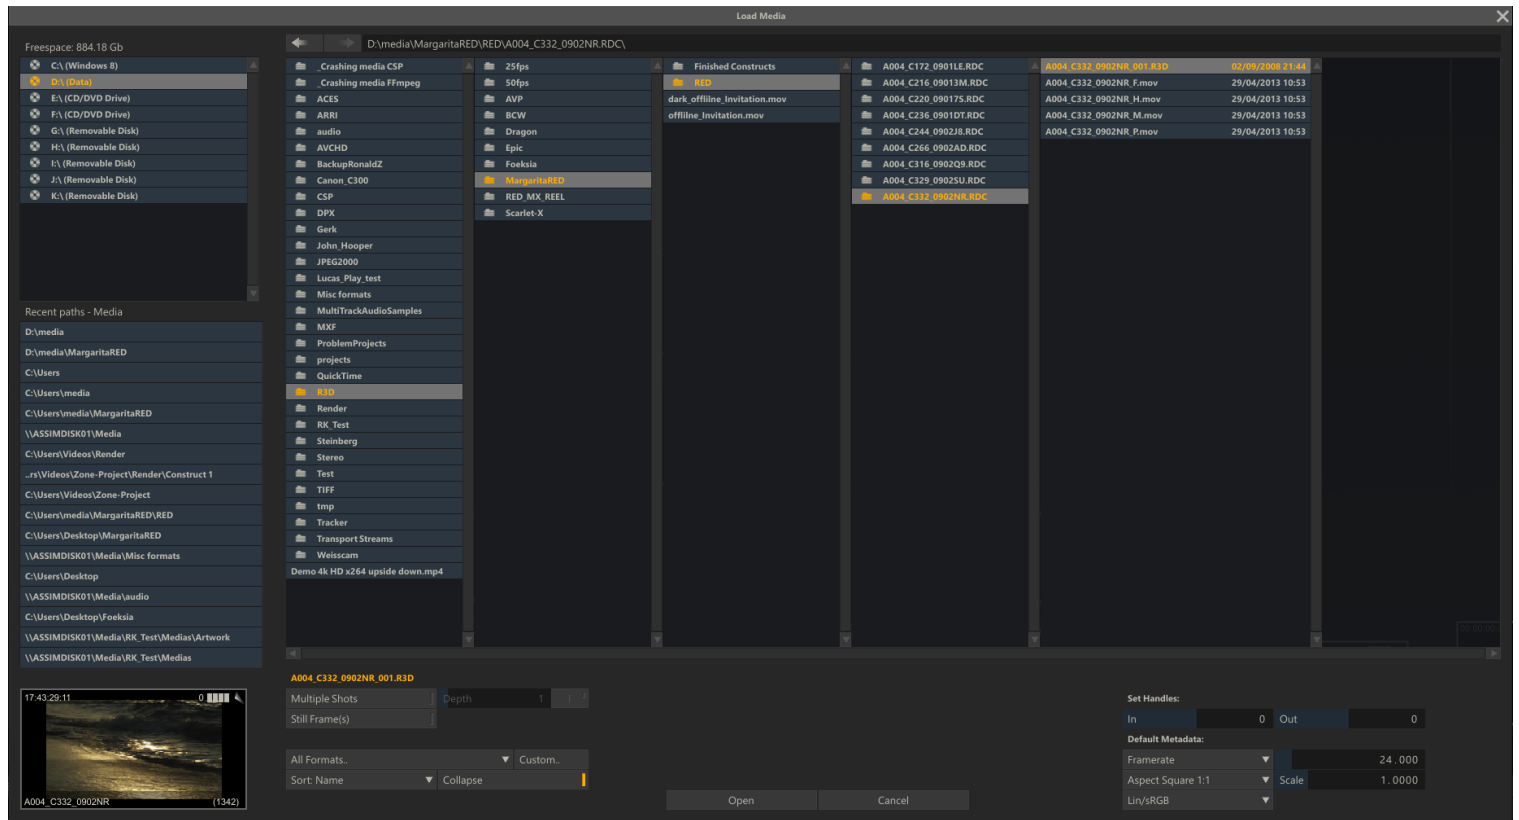 Load Media
Freespace: 884.18 Gb
D:\media\MargaritaRED\RED\A004_C332_0902NR.RDC\
C:\ (Windows 8)
D:\ (Data)
E:\ (CD/DVD Drive)
F:\ (CD/DVD Drive)
G:\ (Removable Disk)
H:\ (Removable Disk)
I:\ (Removable Disk)
J:\ (Removable Disk)
K:\ (Removable Disk)
Recent paths - Media
D:\media
D:\media\MargaritaRED
C:\Users
C:\Users\media
C:\Users\media\MargaritaRED
\\ASSIMDISK01\Media
C:\Users\Videos\Render
..rs\Videos\Zone-Project\Render\Construct 1
C:\Users\Videos\Zone-Project
C:\Users\media\MargaritaRED\RED
C:\Users\Desktop\MargaritaRED
\\ASSIMDISK01\Media\Misc formats
C:\Users\Desktop
\\ASSIMDISK01\Media\audio
C:\Users\Desktop\Foeksia
\\ASSIMDISK01\Media\RK_Test\Medias\Artwork
\\ASSIMDISK01\Media\RK_Test\Medias
17:43:29:11 0
A004_C332_0902NR (1342)
_Crashing media CSP
_Crashing media FFmpeg
ACES
ARRI
audio
AVCHD
BackupRonaldZ
Canon_C300
CSP
DPX
Gerk
John_Hooper
JPEG2000
Lucas_Play_test
Misc formats
MultiTrackAudioSamples
MXF
ProblemProjects
projects
QuickTime
R3D
Render
RK_Test
Steinberg
Stereo
Test
TIFF
tmp
Tracker
Transport Streams
Weisscam
Demo 4k HD x264 upside down.mp4
25fps
50fps
AVP
BCW
Dragon
Epic
Foeksia
MargaritaRED
RED_MX_REEL
Scarlet-X
Finished Constructs
RED
dark_offlilne_Invitation.mov
offlilne_Invitation.mov
A004_C172_0901LE.RDC
A004_C216_09013M.RDC
A004_C220_09017S.RDC
A004_C236_0901DT.RDC
A004_C244_0902J8.RDC
A004_C266_0902AD.RDC
A004_C316_0902Q9.RDC
A004_C329_0902SU.RDC
A004_C332_0902NR.RDC
A004_C332_0902NR_001.R3D 02/09/2008 21:44
A004_C332_0902NR_F.mov 29/04/2013 10:53
A004_C332_0902NR_H.mov 29/04/2013 10:53
A004_C332_0902NR_M.mov 29/04/2013 10:53
A004_C332_0902NR_P.mov 29/04/2013 10:53
A004_C332_0902NR_001.R3D
Multiple Shots Depth 1
Still Frame(s)
All Formats.. Custom..
Sort: Name Collapse
Open Cancel
Set Handles:
In 0 Out 0
Default Metadata:
Framerate 24.000
Aspect Square 1:1 Scale 1.0000
Lin/sRGB